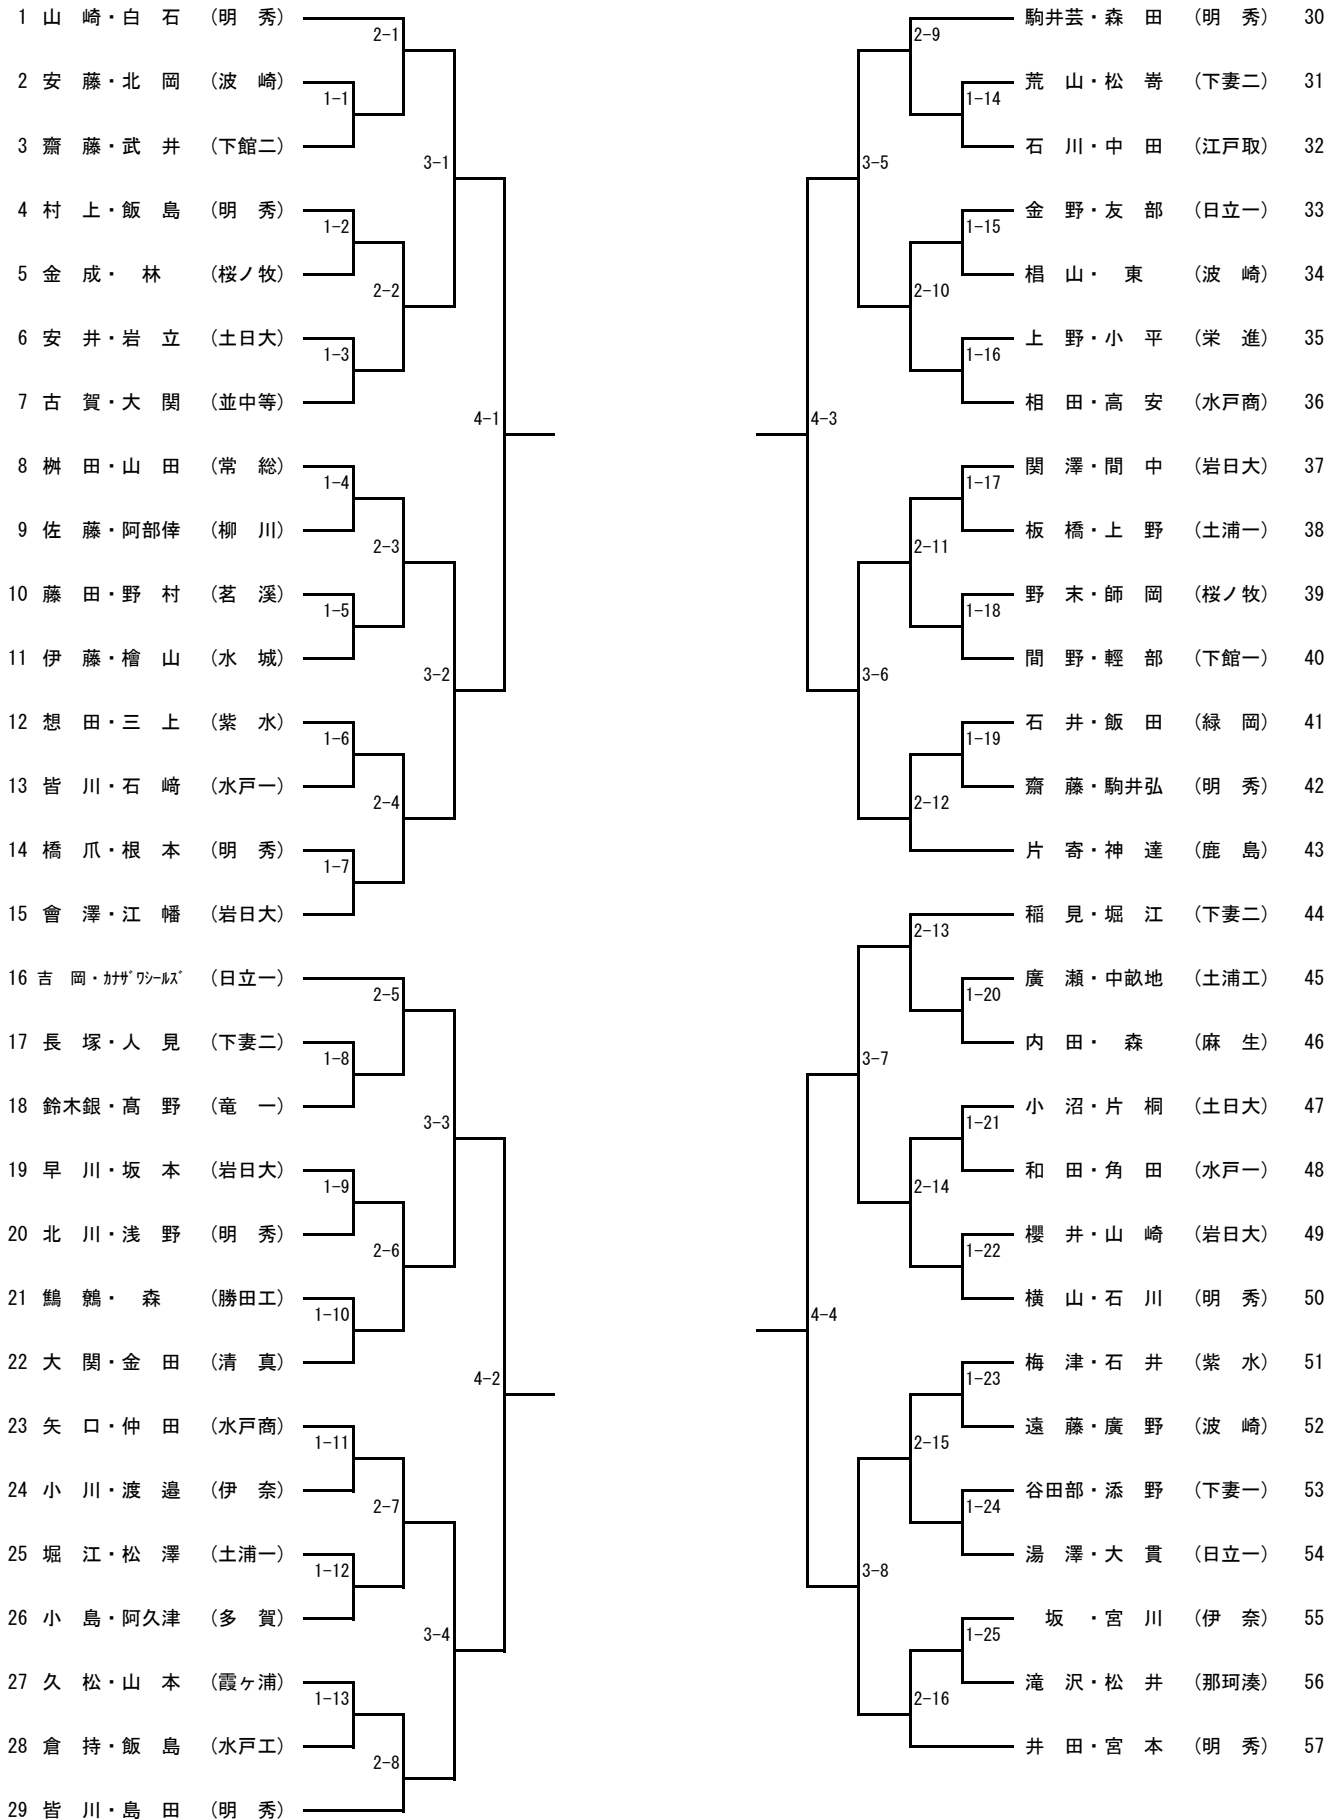 1 山　崎・白　石 （明　秀）
2-1
2 安　藤・北　岡 （波　崎）
1-1
3 齋　藤・武　井 （下館二）
3-1
4 村　上・飯　島 （明　秀）
1-2
5 金　成・　林 （桜ノ牧）
2-2
6 安　井・岩　立 （土日大）
1-3
7 古　賀・大　関 （並中等）
4-1
8 桝　田・山　田 （常　総）
1-4
9 佐　藤・阿部倖 （柳　川）
2-3
10 藤　田・野　村 （茗　溪）
1-5
11 伊　藤・檜　山 （水　城）
3-2
12 想　田・三　上 （紫　水）
1-6
13 皆　川・石　﨑 （水戸一）
2-4
14 橋　爪・根　本 （明　秀）
1-7
15 會　澤・江　幡 （岩日大）
16 吉　岡・ｶﾅｻﾞﾜｼｰﾙｽﾞ （日立一）
2-5
17 長　塚・人　見 （下妻二）
1-8
18 鈴木銀・髙　野 （竜　一）
3-3
19 早　川・坂　本 （岩日大）
1-9
20 北　川・浅　野 （明　秀）
2-6
21 鷠　鶙・　森 （勝田工）
1-10
22 大　関・金　田 （清　真）
4-2
23 矢　口・仲　田 （水戸商）
1-11
24 小　川・渡　邉 （伊　奈）
2-7
25 堀　江・松　澤 （土浦一）
1-12
26 小　島・阿久津 （多　賀）
3-4
27 久　松・山　本 （霞ヶ浦）
1-13
28 倉　持・飯　島 （水戸工）
2-8
29 皆　川・島　田 （明　秀）
駒井芸・森　田 （明　秀） 30
2-9
荒　山・松　嵜 （下妻二） 31
1-14
石　川・中　田 （江戸取） 32
3-5
金　野・友　部 （日立一） 33
1-15
椙　山・　東 （波　崎） 34
2-10
上　野・小　平 （栄　進） 35
1-16
相　田・高　安 （水戸商） 36
4-3
関　澤・間　中 （岩日大） 37
1-17
板　橋・上　野 （土浦一） 38
2-11
野　末・師　岡 （桜ノ牧） 39
1-18
間　野・輕　部 （下館一） 40
3-6
石　井・飯　田 （緑　岡） 41
1-19
齋　藤・駒井弘 （明　秀） 42
2-12
片　寄・神　達 （鹿　島） 43
稲　見・堀　江 （下妻二） 44
2-13
廣　瀬・中畝地 （土浦工） 45
1-20
内　田・　森 （麻　生） 46
3-7
小　沼・片　桐 （土日大） 47
1-21
和　田・角　田 （水戸一） 48
2-14
櫻　井・山　崎 （岩日大） 49
1-22
横　山・石　川 （明　秀） 50
4-4
梅　津・石　井 （紫　水） 51
1-23
遠　藤・廣　野 （波　崎） 52
2-15
谷田部・添　野 （下妻一） 53
1-24
湯　澤・大　貫 （日立一） 54
3-8
坂　・宮　川 （伊　奈） 55
1-25
滝　沢・松　井 （那珂湊） 56
2-16
井　田・宮　本 （明　秀） 57